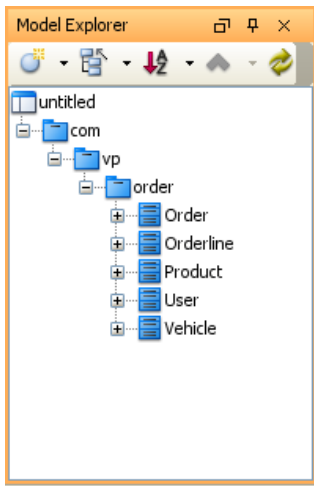 Model Explorer
untitled
com
vp
order
Order
Orderline
Product
User
Vehicle